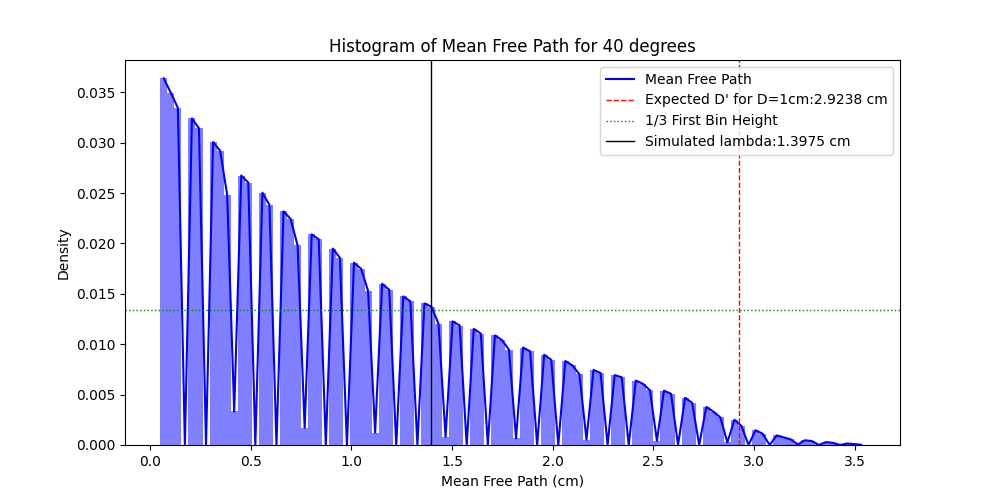 Histogram of Mean Free Path for 40 degrees
Mean Free Path
Expected D' for D=1cm:2.9238 cm
1/3 First Bin Height
Simulated lambda:1.3975 cm
Density
0.035
0.030
0.025
0.020
0.015
0.010
0.005
0.000
0.0 0.5 1.0 1.5 2.0 2.5 3.0 3.5
Mean Free Path (cm)